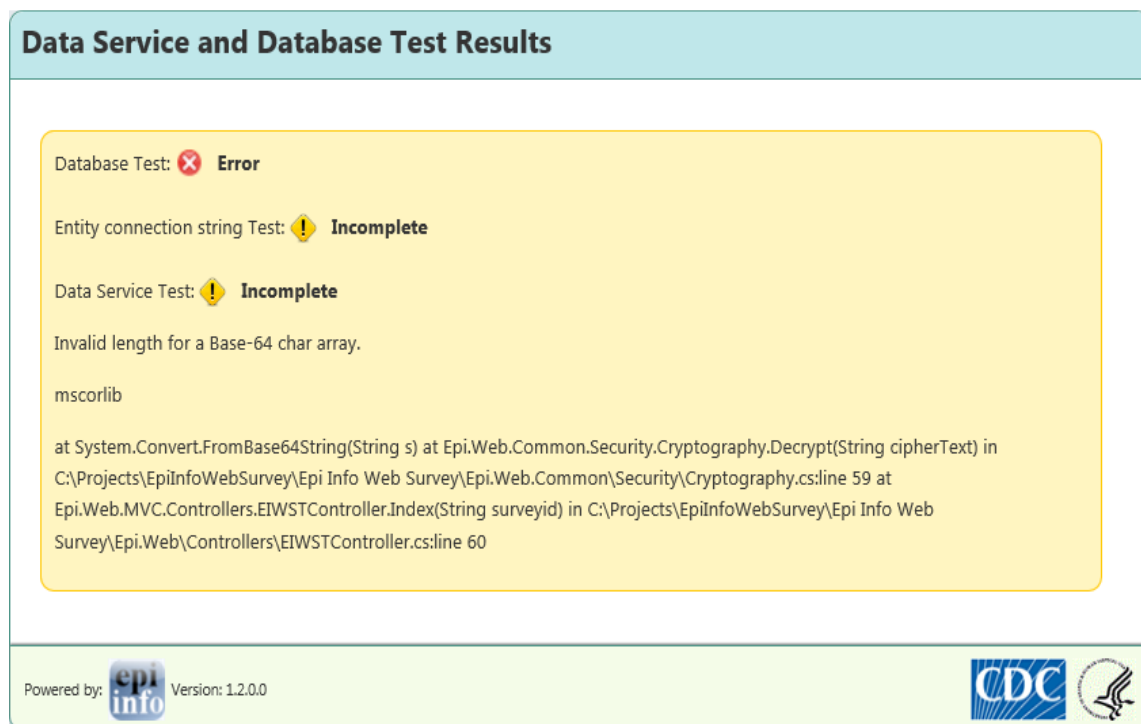 Data Service and Database Test Results
Database Test: Error
Entity connection string Test: Incomplete
Data Service Test: Incomplete
Invalid length for a Base-64 char array.
mscorlib
at System.Convert.FromBase64String(String s) at Epi.Web.Common.Security.Cryptography.Decrypt(String cipherText) in
C:\Projects\EpiInfoWebSurvey\Epi Info Web Survey\Epi.Web.Common\Security\Cryptography.cs:line 59 at
Epi.Web.MVC.Controllers.EIWSTController.Index(String surveyid) in C:\Projects\EpiInfoWebSurvey\Epi Info Web
Survey\Epi.Web\Controllers\EIWSTController.cs:line 60
Powered by: epi info Version: 1.2.0.0
CDC